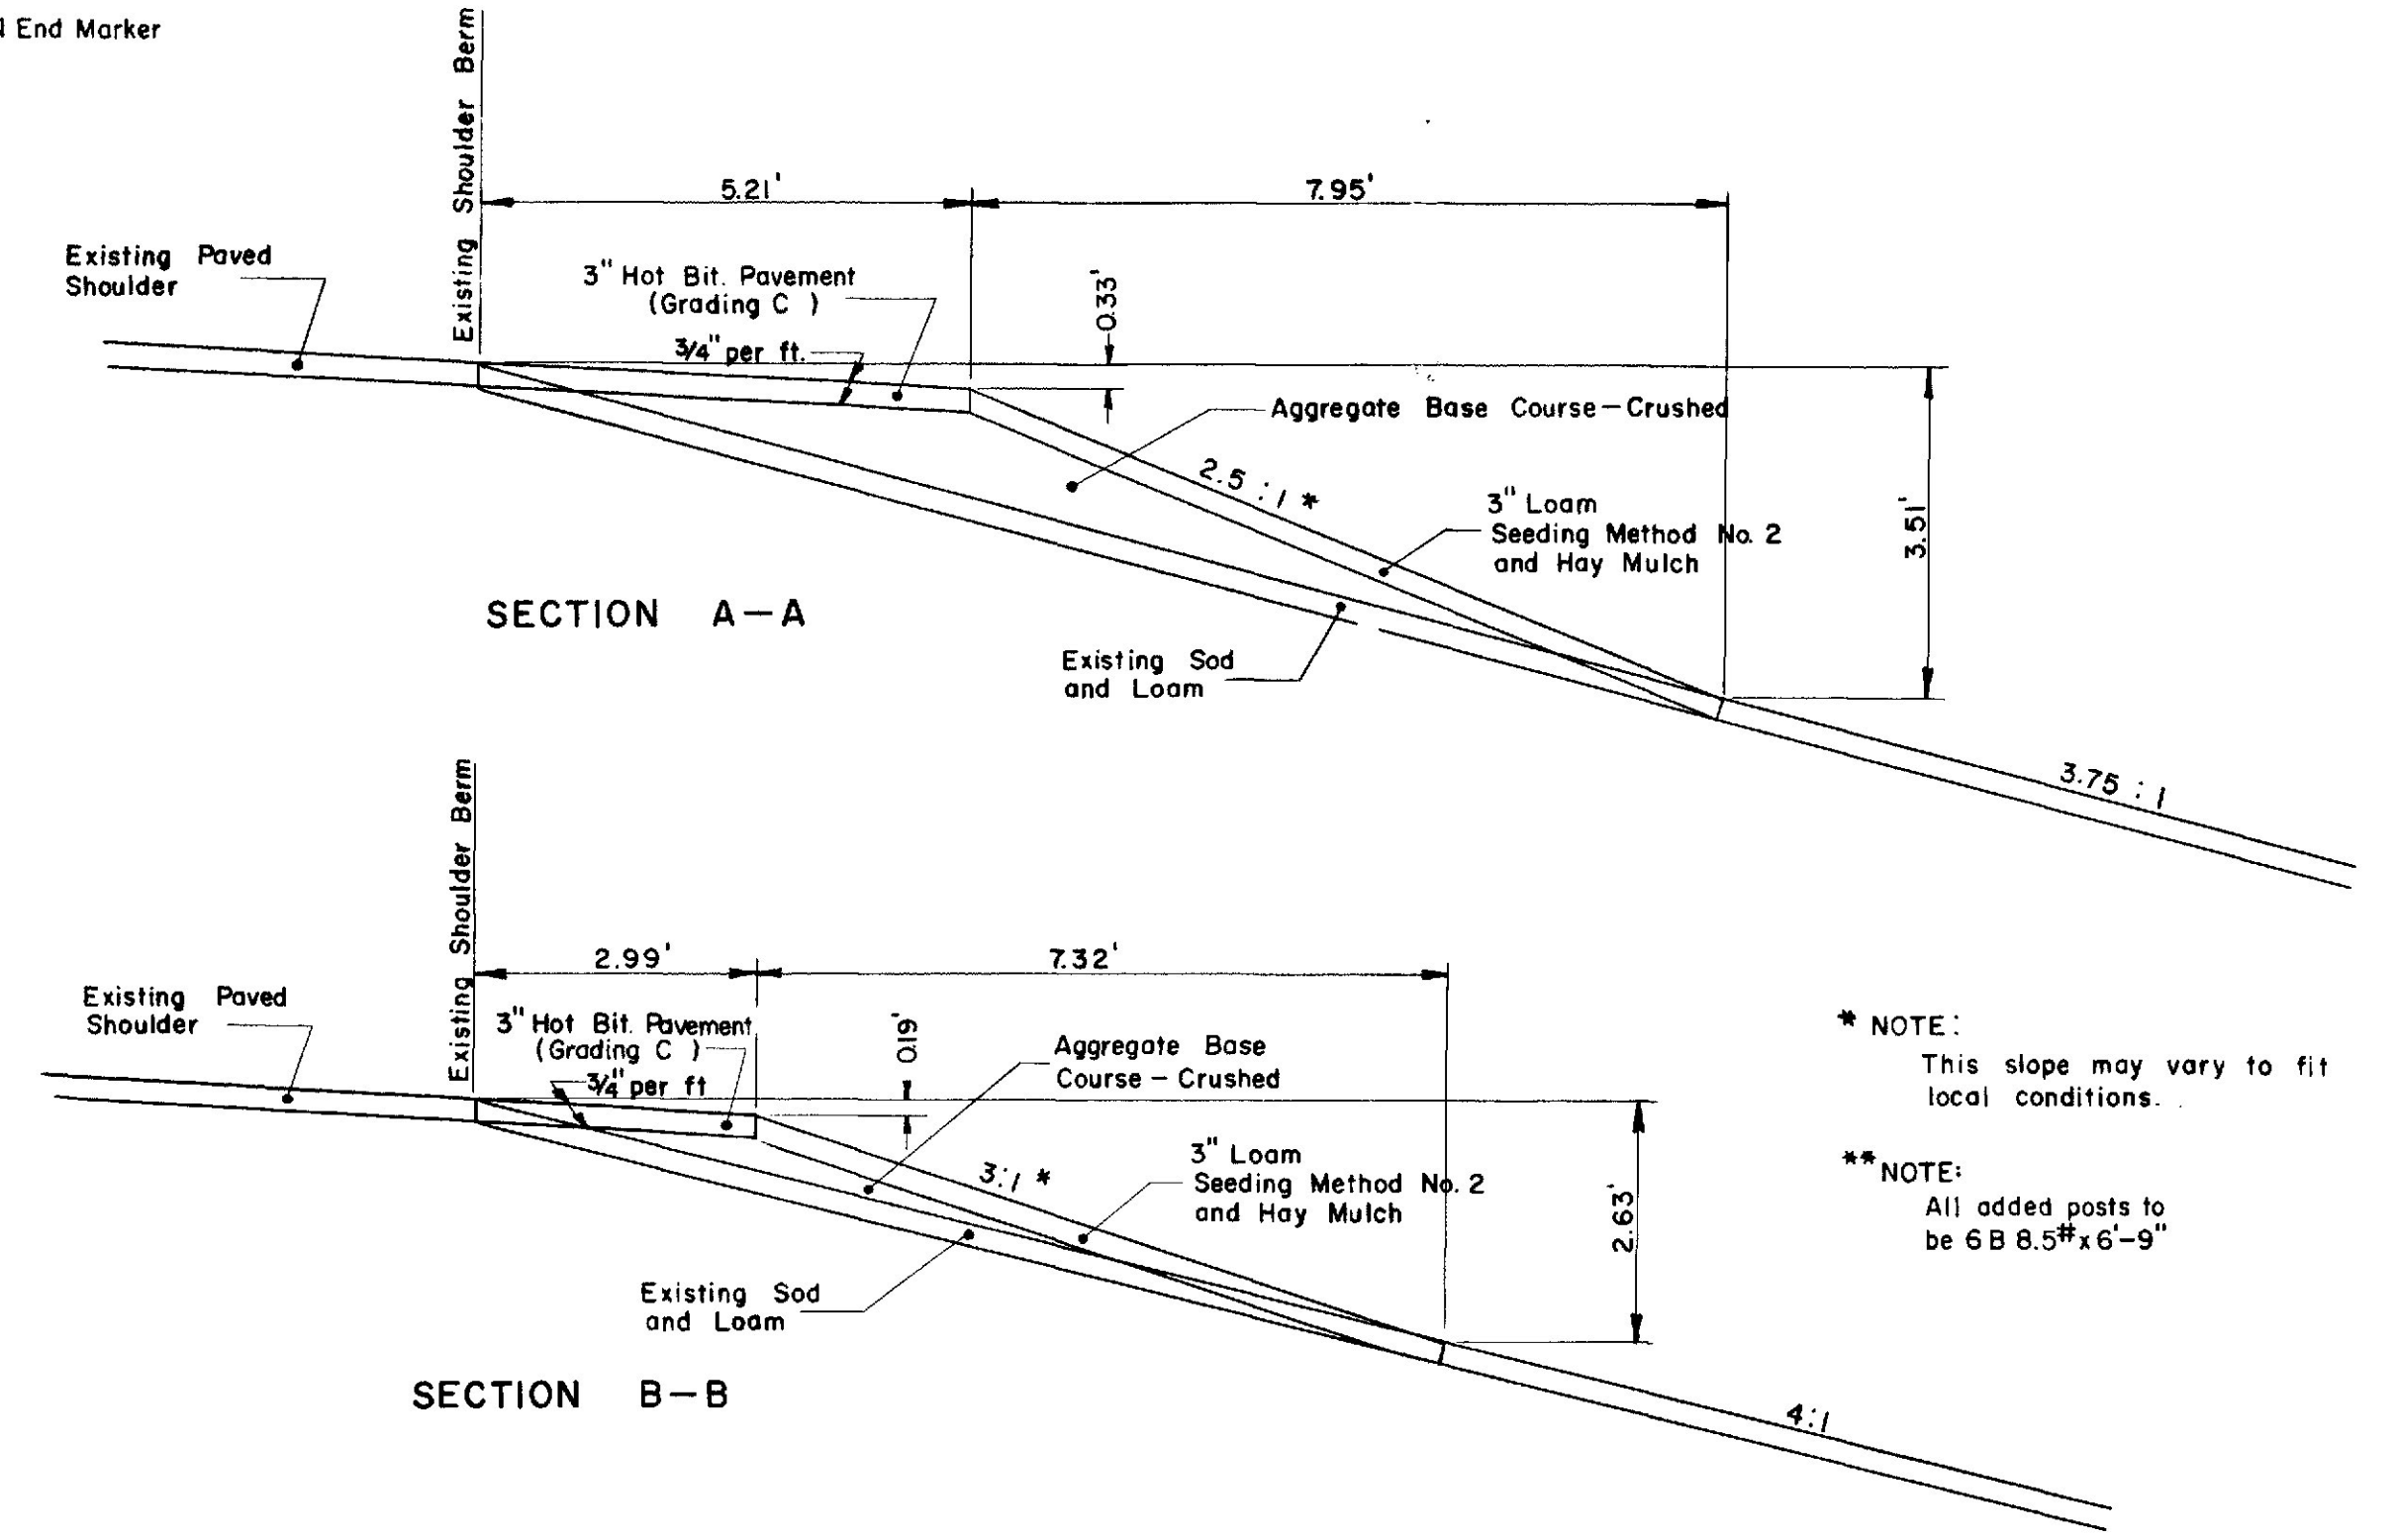 End Marker
Existing Shoulder Berm
5.21'
7.95'
Existing Paved
Shoulder
3" Hot Bit. Pavement
(Grading C )
3/4" per ft.
0.33'
Aggregate Base Course — Crushed
2.5 : 1 *
3" Loam
Seeding Method No. 2
and Hay Mulch
3.51'
SECTION A — A
Existing Sod
and Loam
3.75 : 1
Existing Shoulder Berm
2.99'
7.32'
Existing Paved
Shoulder
3" Hot Bit. Pavement
(Grading C )
3/4" per ft
0.19'
Aggregate Base
Course — Crushed
3:1 *
3" Loam
Seeding Method No. 2
and Hay Mulch
2.63'
Existing Sod
and Loam
SECTION B — B
4:1
* NOTE:
This slope may vary to fit
local conditions.
** NOTE:
All added posts to
be 6 B 8.5# x 6'-9"